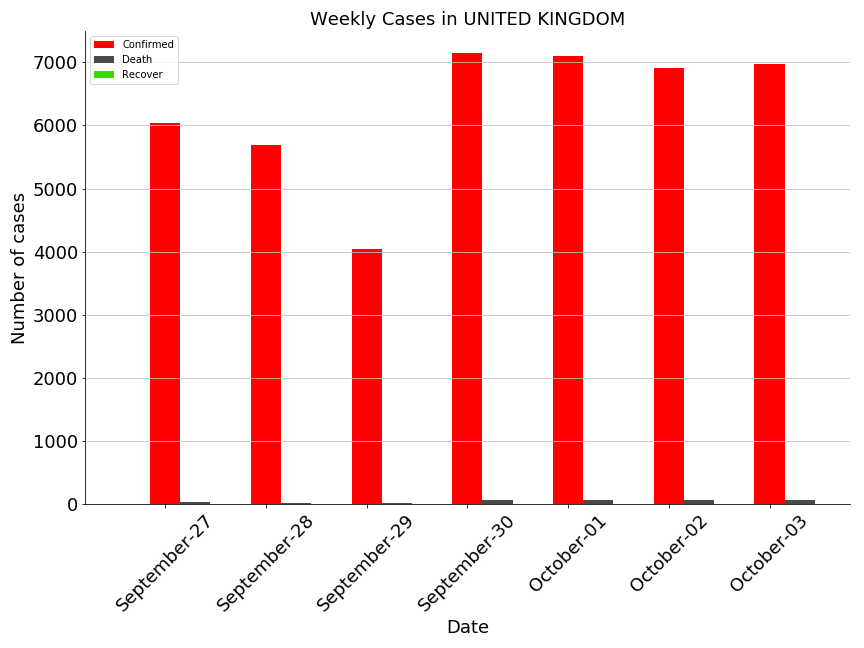 Weekly Cases in UNITED KINGDOM
Confirmed
Death
Recover
Number of cases
7000
6000
5000
4000
3000
2000
1000
0
September-27
September-28
September-29
September-30
October-01
October-02
October-03
Date